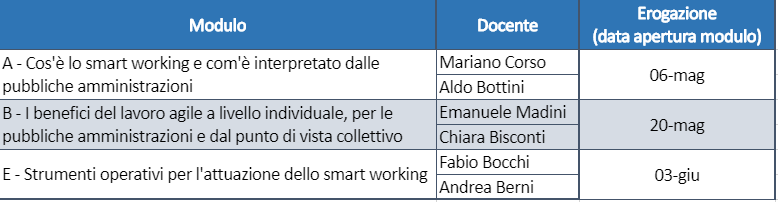 Modulo
Docente
Erogazione
(data apertura modulo)
A - Cos'è lo smart working e com'è interpretato dalle
pubbliche amministrazioni
Mariano Corso
Aldo Bottini
06-mag
B - I benefici del lavoro agile a livello individuale, per le
pubbliche amministrazioni e dal punto di vista collettivo
Emanuele Madini
Chiara Bisconti
20-mag
E - Strumenti operativi per l'attuazione dello smart working
Fabio Bocchi
Andrea Berni
03-giu